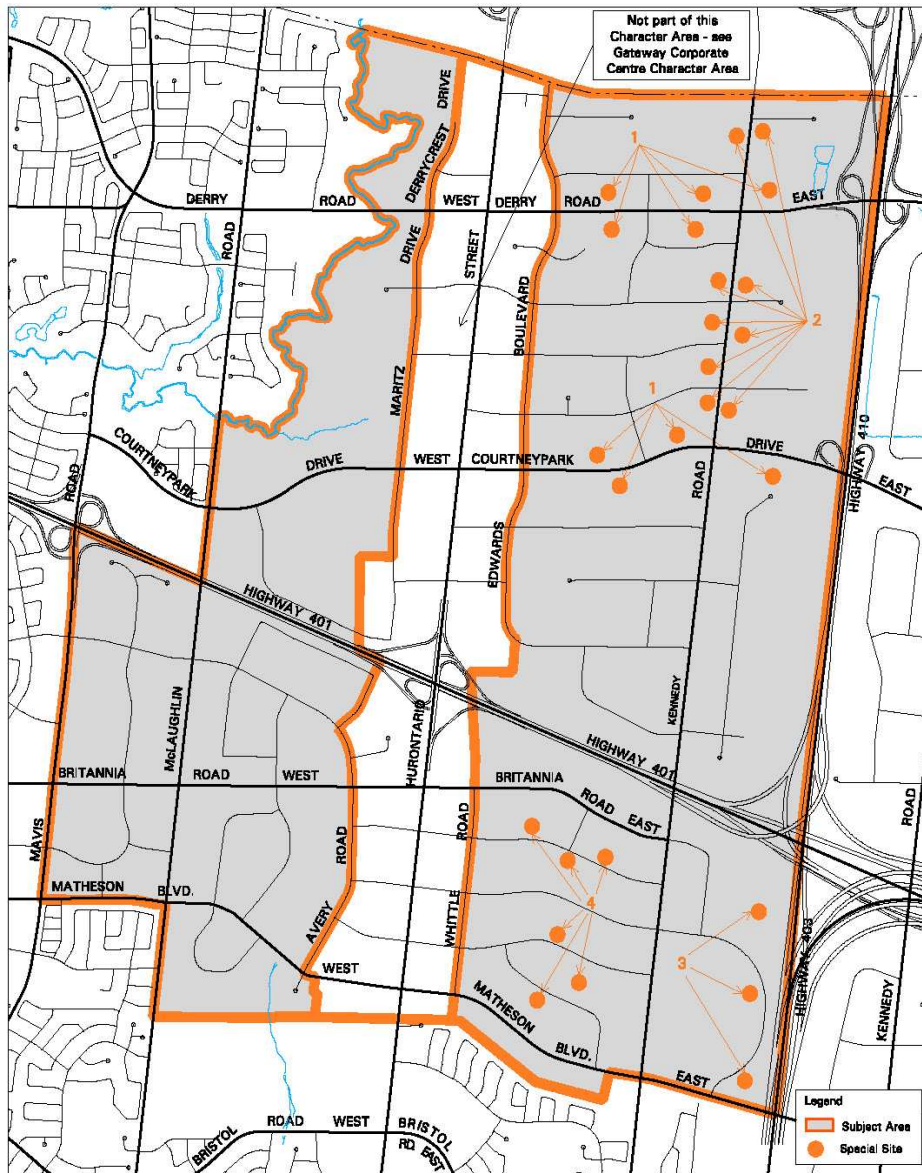 Not part of this
Character Area - see
Gateway Corporate
Centre Character Area
DRIVE
DERRYCREST
1
DERRY
ROAD
WEST
DERRY
ROAD
EAST
ROAD
DRIVE
STREET
BOULEVARD
2
MARITZ
1
COURTNEYPARK
DRIVE
WEST
COURTNEYPARK
DRIVE
EAST
ROAD
ROAD
HIGHWAY 410
EDWARDS
HIGHWAY 401
McLAUGHLIN
HURONTARIO
KENNEDY
HIGHWAY 401
BRITANNIA
ROAD
WEST
BRITANNIA
ROAD
EAST
MAVIS
ROAD
ROAD
ROAD
MATHESON
BLVD.
AVERY
WHITTLE
4
WEST
MATHESON
BLVD.
EAST
3
HIGHWAY 403
KENNEDY
BRISTOL
ROAD
WEST
BRISTOL
RD. EAST
Legend
Subject Area
Special Site